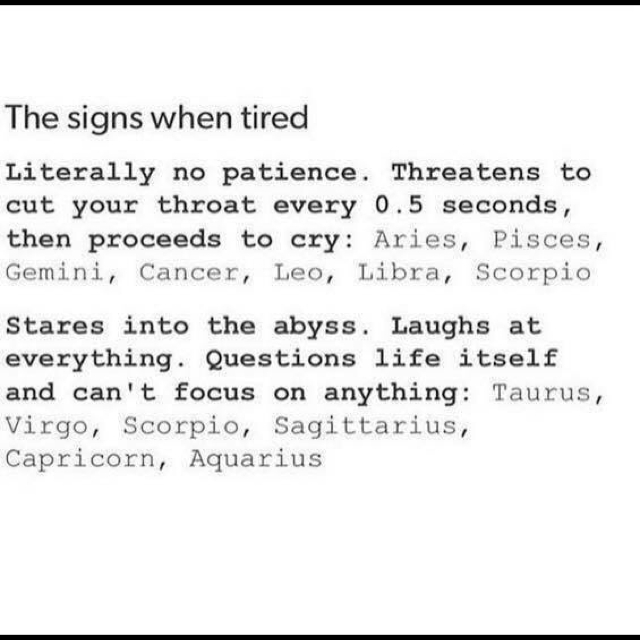 The signs when tired
Literally no patience. Threatens to
cut your throat every 0.5 seconds,
then proceeds to cry: Aries, Pisces,
Gemini, Cancer, Leo, Libra, Scorpio
Stares into the abyss. Laughs at
everything. Questions life itself
and can't focus on anything: Taurus,
Virgo, Scorpio, Sagittarius,
Capricorn, Aquarius